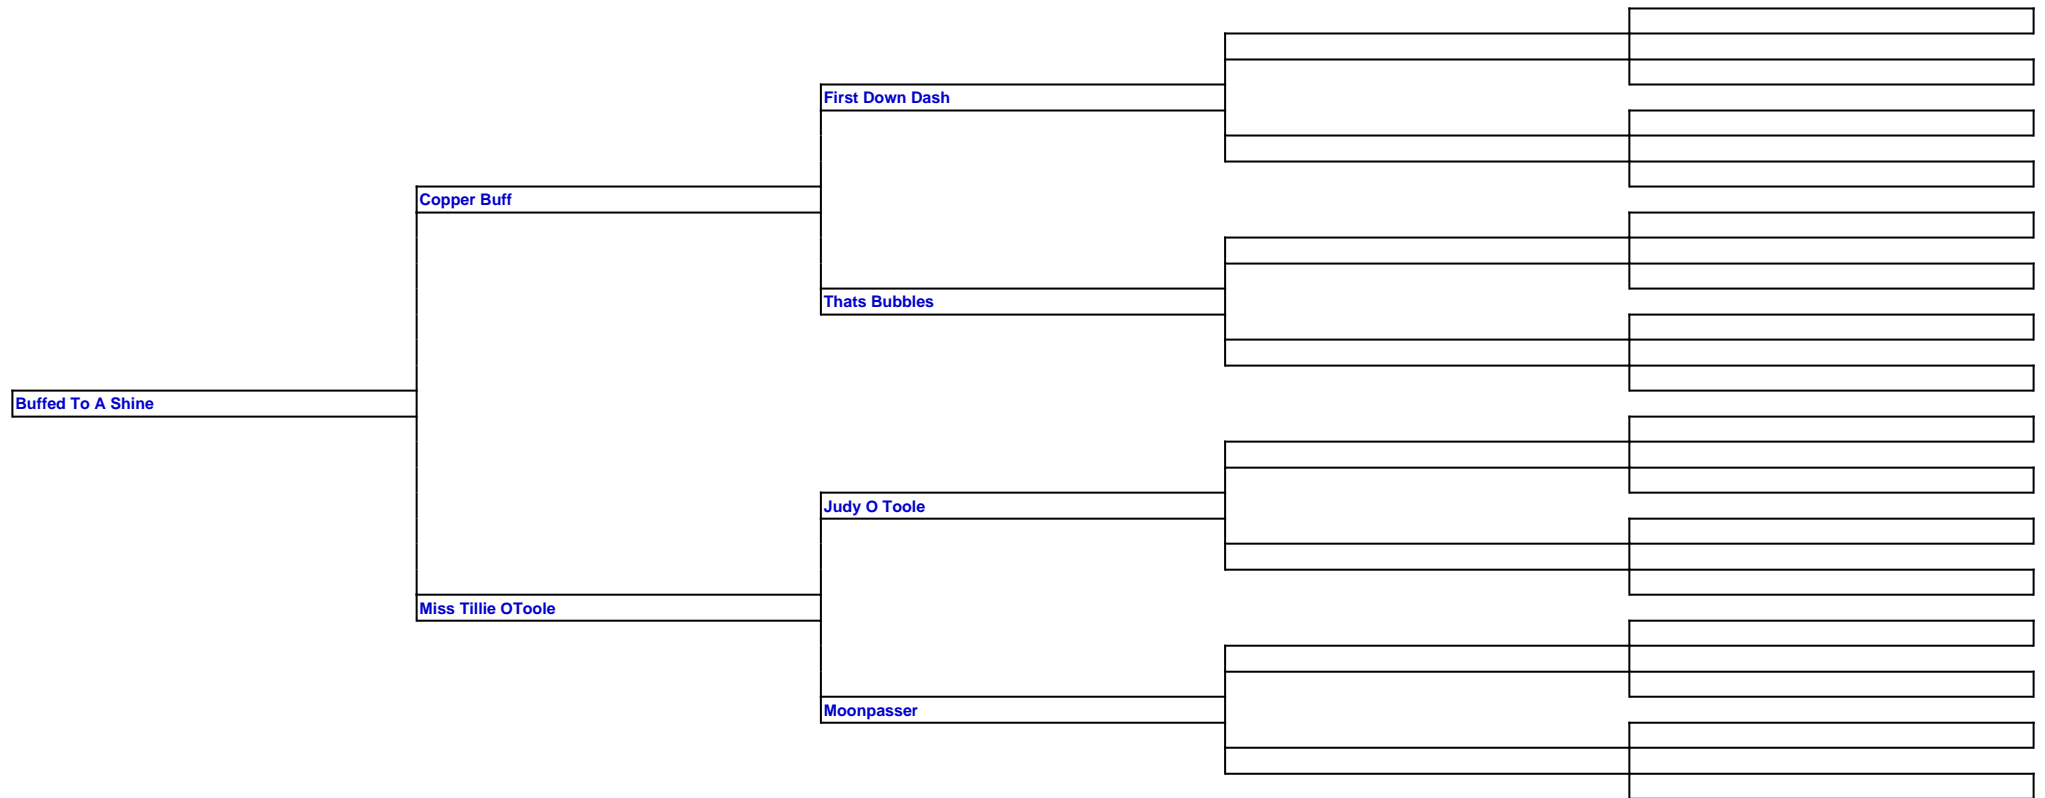 First Down Dash
Copper Buff
Thats Bubbles
Buffed To A Shine
Judy O Toole
Miss Tillie OToole
Moonpasser